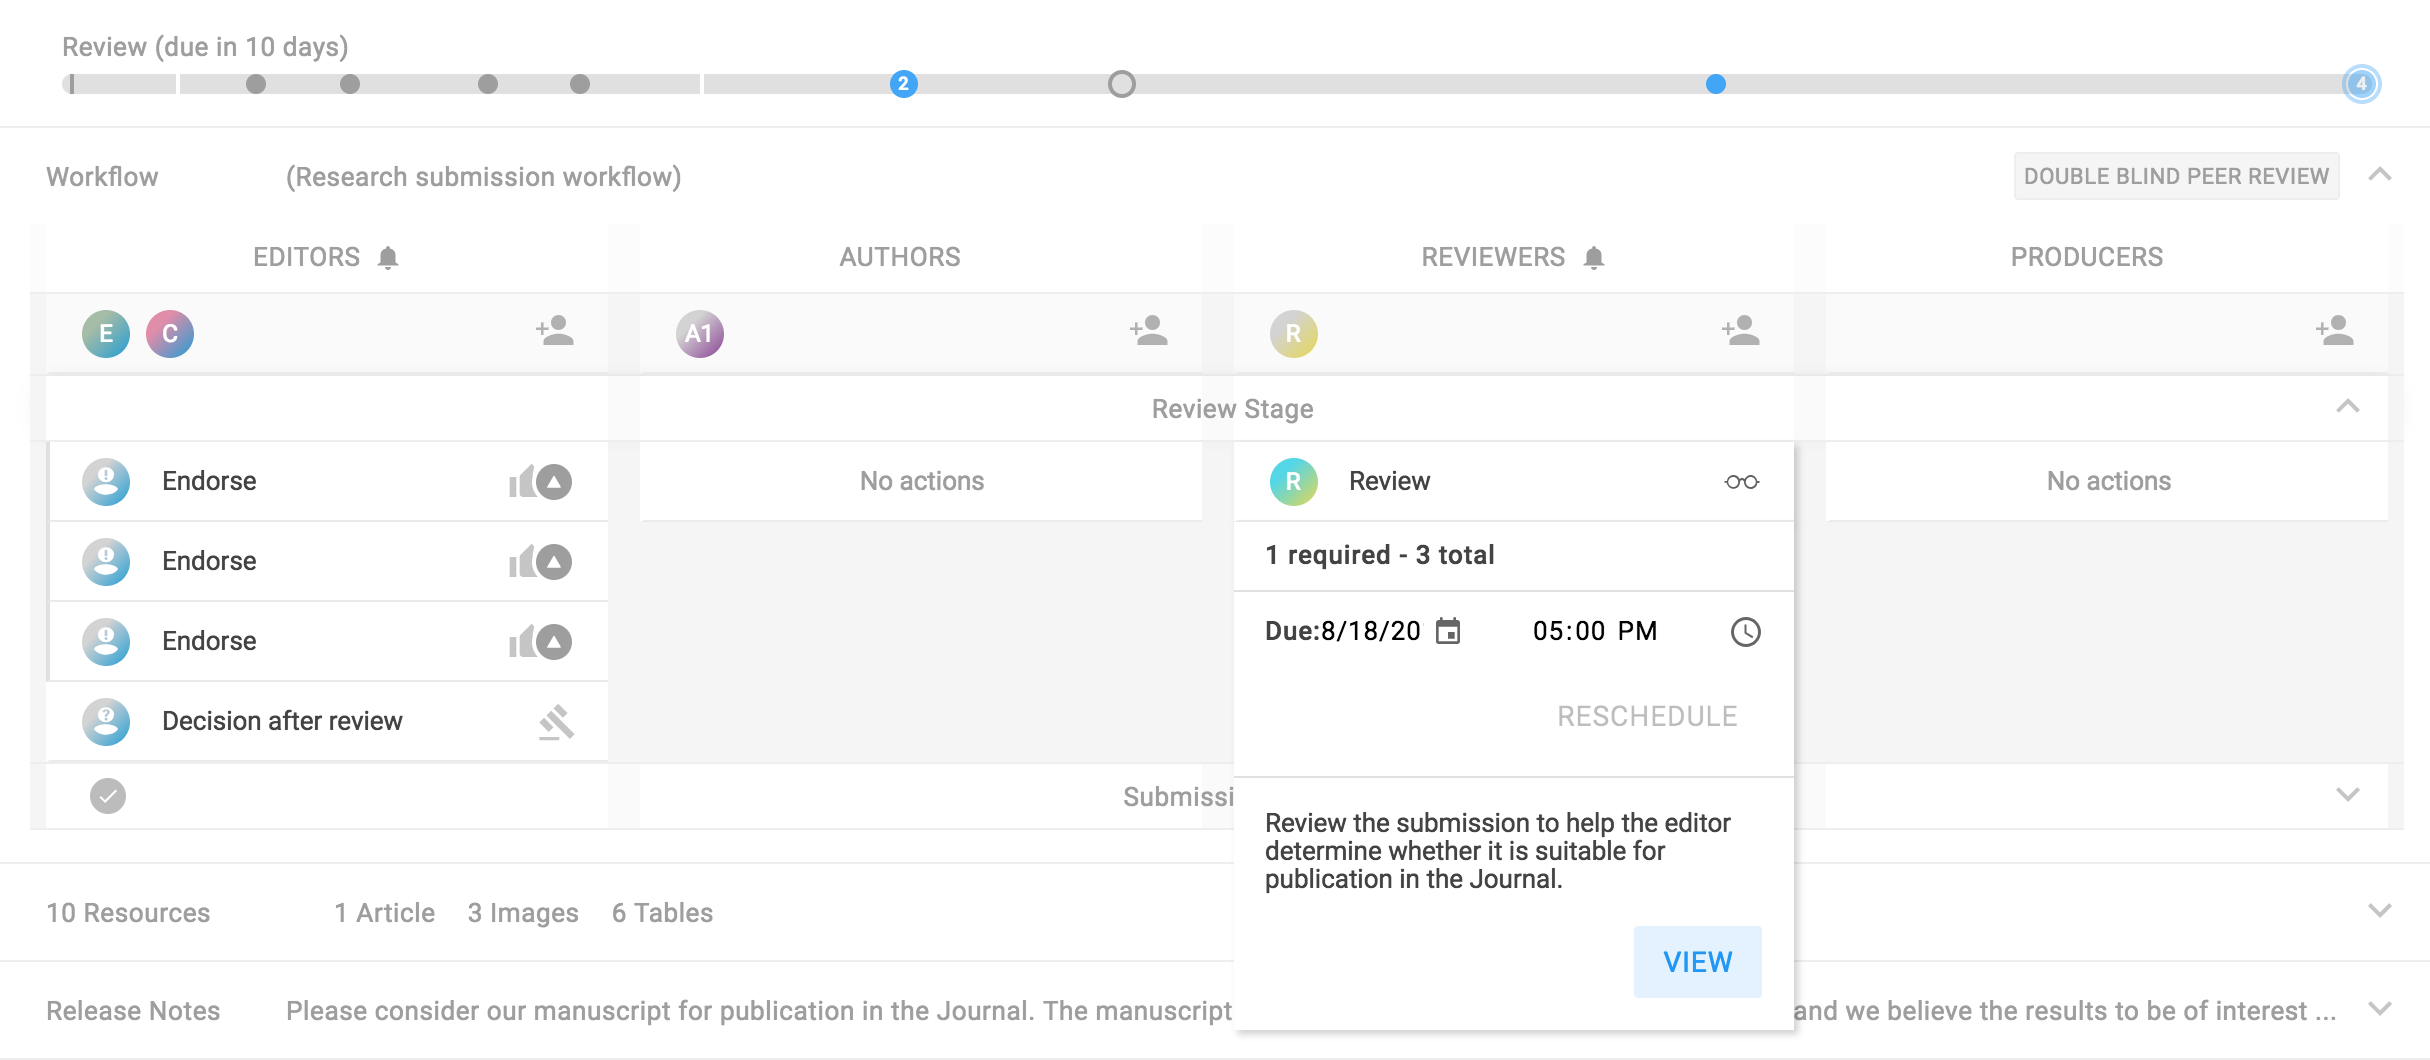 Review (due in 10 days)
2
4
Workflow
(Research submission workflow)
DOUBLE BLIND PEER REVIEW
EDITORS
AUTHORS
REVIEWERS
PRODUCERS
E
C
A1
R
Review Stage
Endorse
No actions
R
Review
No actions
Endorse
1 required - 3 total
Endorse
Due:
8/18/20
05:00 PM
Decision after review
RESCHEDULE
Submissi
Review the submission to help the editor
determine whether it is suitable for
publication in the Journal.
10 Resources
1 Article
3 Images
6 Tables
VIEW
Release Notes
Please consider our manuscript for publication in the Journal. The manuscript
and we believe the results to be of interest ...